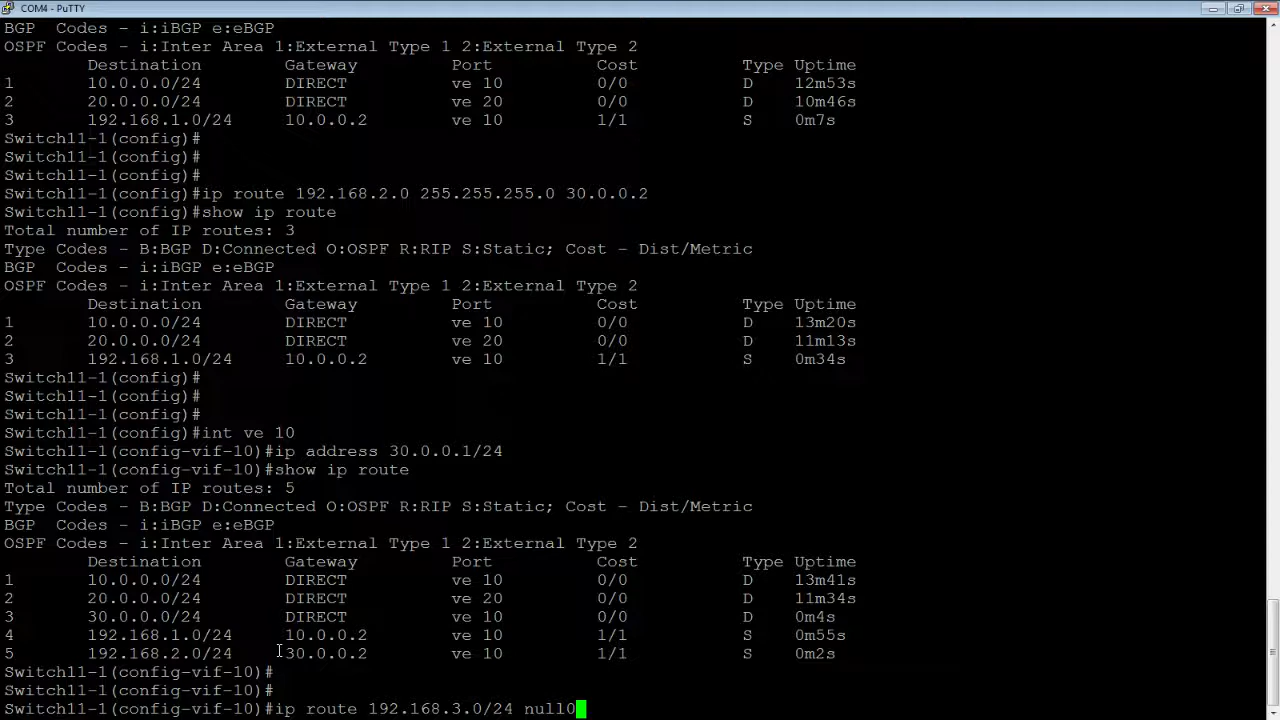 COM4 - PuTTY
BGP  Codes - i:iBGP e:eBGP
OSPF Codes - i:Inter Area 1:External Type 1 2:External Type 2
        Destination        Gateway         Port          Cost          Type Uptime
1       10.0.0.0/24        DIRECT          ve 10         0/0           D    12m53s
2       20.0.0.0/24        DIRECT          ve 20         0/0           D    10m46s
3       192.168.1.0/24     10.0.0.2        ve 10         1/1           S    0m7s
Switch11-1(config)#
Switch11-1(config)#
Switch11-1(config)#
Switch11-1(config)#ip route 192.168.2.0 255.255.255.0 30.0.0.2
Switch11-1(config)#show ip route
Total number of IP routes: 3
Type Codes - B:BGP D:Connected O:OSPF R:RIP S:Static; Cost - Dist/Metric
BGP  Codes - i:iBGP e:eBGP
OSPF Codes - i:Inter Area 1:External Type 1 2:External Type 2
        Destination        Gateway         Port          Cost          Type Uptime
1       10.0.0.0/24        DIRECT          ve 10         0/0           D    13m20s
2       20.0.0.0/24        DIRECT          ve 20         0/0           D    11m13s
3       192.168.1.0/24     10.0.0.2        ve 10         1/1           S    0m34s
Switch11-1(config)#
Switch11-1(config)#
Switch11-1(config)#
Switch11-1(config)#int ve 10
Switch11-1(config-vif-10)#ip address 30.0.0.1/24
Switch11-1(config-vif-10)#show ip route
Total number of IP routes: 5
Type Codes - B:BGP D:Connected O:OSPF R:RIP S:Static; Cost - Dist/Metric
BGP  Codes - i:iBGP e:eBGP
OSPF Codes - i:Inter Area 1:External Type 1 2:External Type 2
        Destination        Gateway         Port          Cost          Type Uptime
1       10.0.0.0/24        DIRECT          ve 10         0/0           D    13m41s
2       20.0.0.0/24        DIRECT          ve 20         0/0           D    11m34s
3       30.0.0.0/24        DIRECT          ve 10         0/0           D    0m4s
4       192.168.1.0/24     10.0.0.2        ve 10         1/1           S    0m55s
5       192.168.2.0/24     30.0.0.2        ve 10         1/1           S    0m2s
Switch11-1(config-vif-10)#
Switch11-1(config-vif-10)#
Switch11-1(config-vif-10)#ip route 192.168.3.0/24 null0